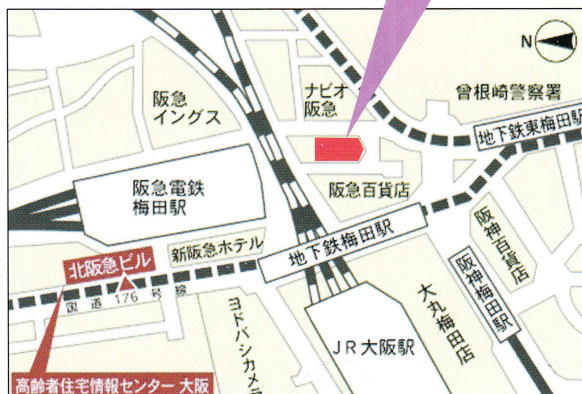 N
阪急
イングス
ナビオ
阪急
曾根崎警察署
地下鉄東梅田駅
阪急電鉄
梅田駅
阪急百貨店
北阪急ビル
新阪急ホテル
地下鉄梅田駅
阪神百貨店
阪神梅田駅
国道176号線
ヨドバシカメラ
JR大阪駅
大丸梅田店
高齢者住宅情報センター 大阪